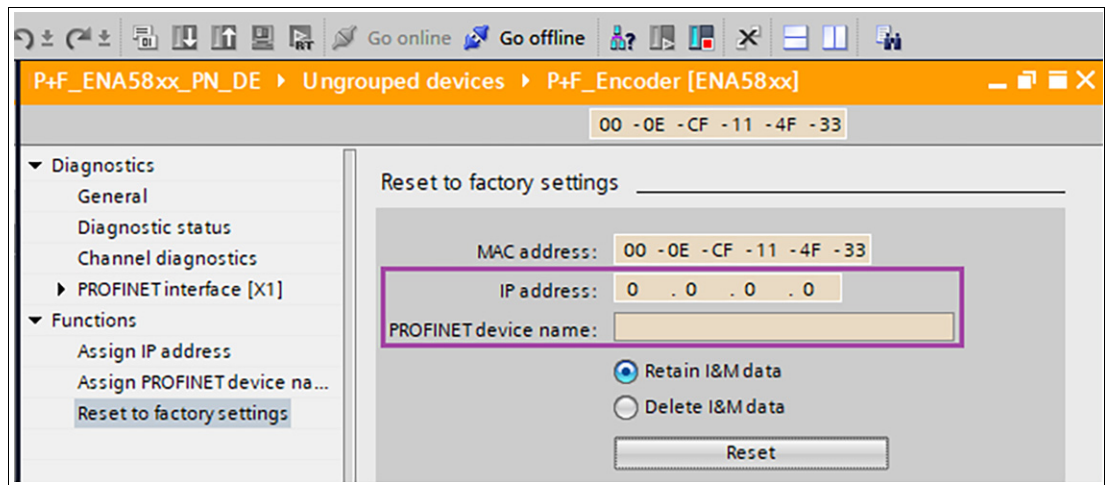 Go online Go offline
P+F_ENA58xx_PN_DE Ungrouped devices P+F_Encoder [ENA58xx]
00 -0E -CF -11 -4F -33
Diagnostics
General
Diagnostic status
Channel diagnostics
PROFINET interface [X1]
Functions
Assign IP address
Assign PROFINET device na...
Reset to factory settings
Reset to factory settings
MAC address: 00 -0E -CF -11 -4F -33
IP address: 0 . 0 . 0 . 0
PROFINET device name:
Retain I&M data
Delete I&M data
Reset